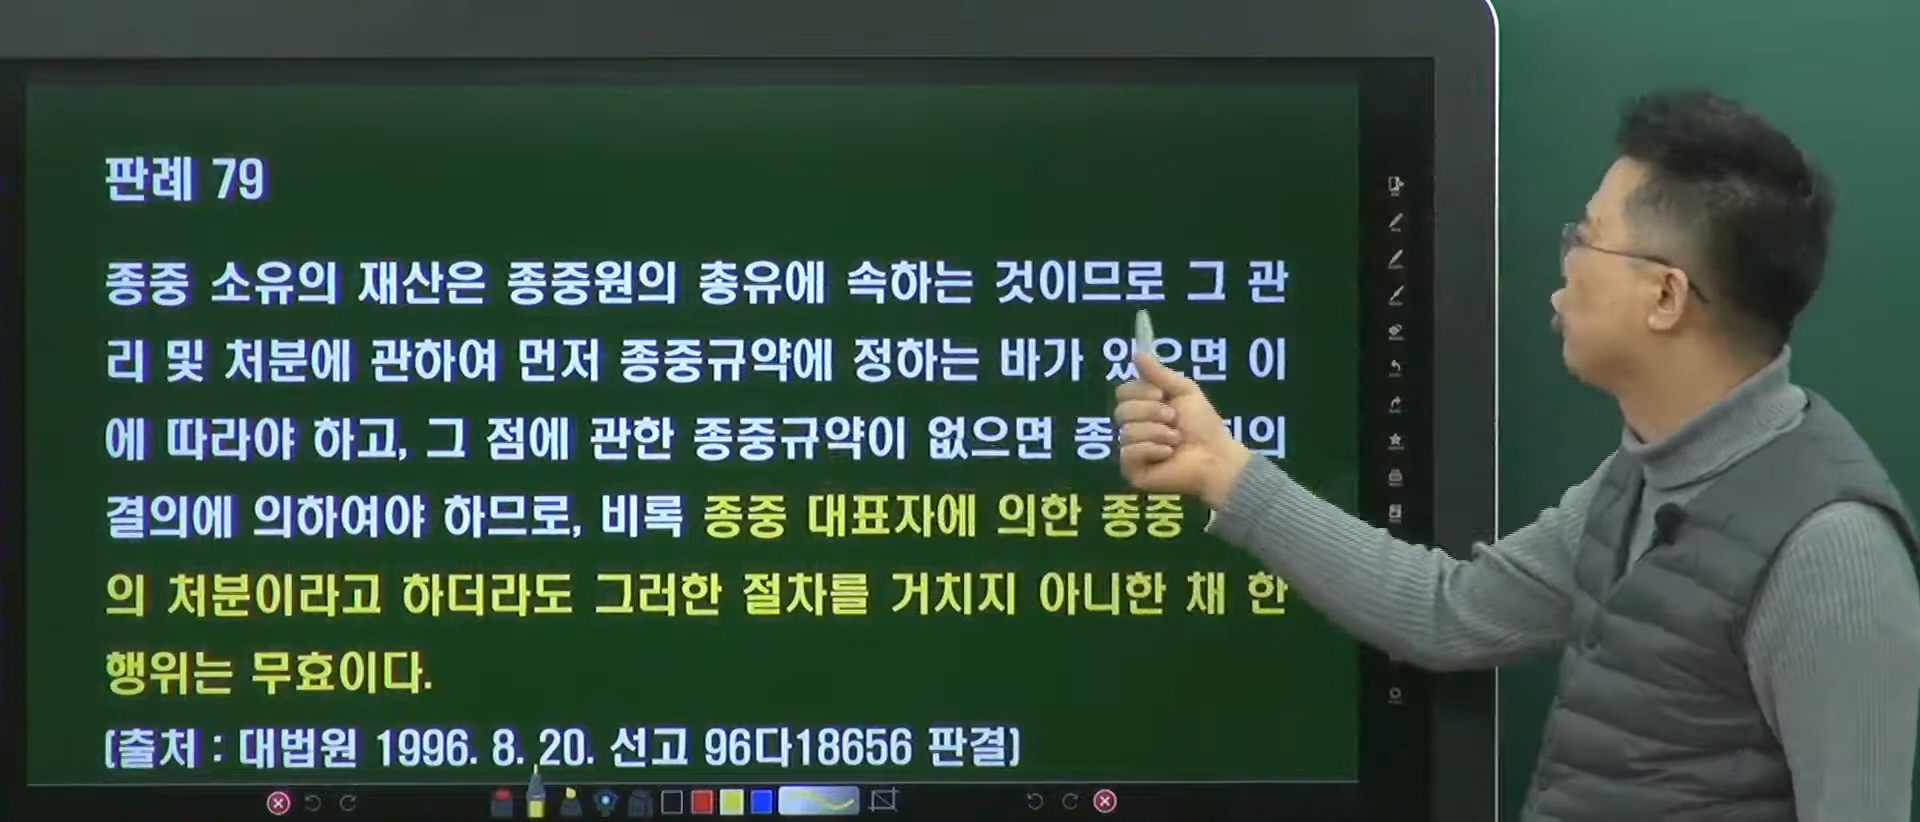 판례 79
종중 소유의 재산은 종중원의 총유에 속하는 것이므로 그 관
리 및 처분에 관하여 먼저 종중규약에 정하는 바가 있으면 이
에 따라야 하고, 그 점에 관한 종중규약이 없으면
결의에 의하여야 하므로, 비록 종중 대표자에 의한 종중
의 처분이라고 하더라도 그러한 절차를 거치지 아니한 채 한
행위는 무효이다.
(출처 : 대법원 1996. 8. 20. 선고 96다18656 판결)